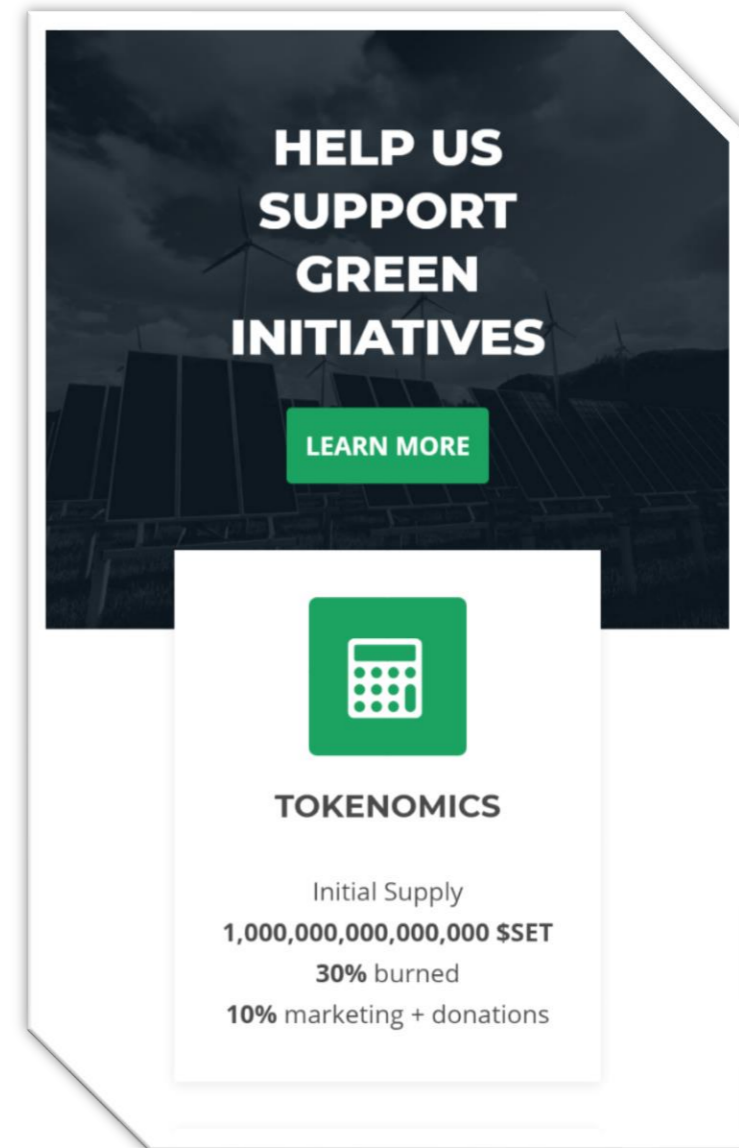 HELP US
SUPPORT
GREEN
INITIATIVES
LEARN MORE
TOKENOMICS
Initial Supply
1,000,000,000,000,000 $SET
30% burned
10% marketing + donations